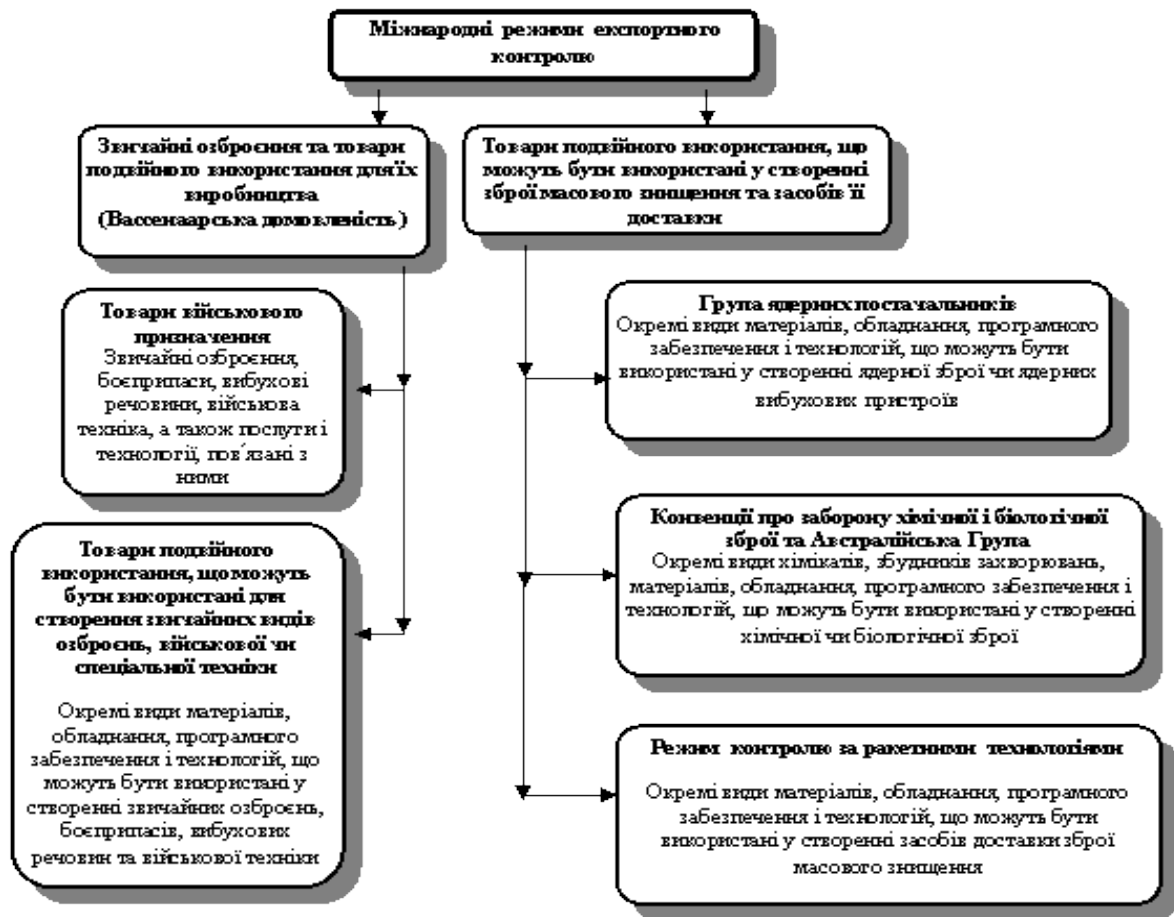 Міжнародні режими експортного
контролю
Звичайні озброєння та товари
подвійного використання для їх
виробництва
(Вассенаарська домовленість)
Товари подвійного використання, що
можуть бути використані у створенні
зброї масового знищення та засобів її
доставки
Товари військового
призначення
Звичайні озброєння,
боєприпаси, вибухові
речовини, військова
техніка, а також послуги і
технології, пов´язані з
ними
Товари подвійного
використання, що можуть
бути використані для
створення звичайних видів
озброєнь, військової чи
спеціальної техніки
Окремі види матеріалів,
обладнання, програмного
забезпечення і технологій, що
можуть бути використані у
створенні звичайних озброєнь,
боєприпасів, вибухових
речовин та військової техніки
Група ядерних постачальників
Окремі види матеріалів, обладнання, програмного
забезпечення і технологій, що можуть бути
використані у створенні ядерної зброї чи ядерних
вибухових пристроїв
Конвенції про заборону хімічної і біологічної
зброї та Австралійська Група
Окремі види хімікатів, збудників захворювань,
матеріалів, обладнання, програмного забезпечення і
технологій, що можуть бути використані у створенні
хімічної чи біологічної зброї
Режим контролю за ракетними технологіями
Окремі види матеріалів, обладнання, програмного
забезпечення і технологій, що можуть бути
використані у створенні засобів доставки зброї
масового знищення